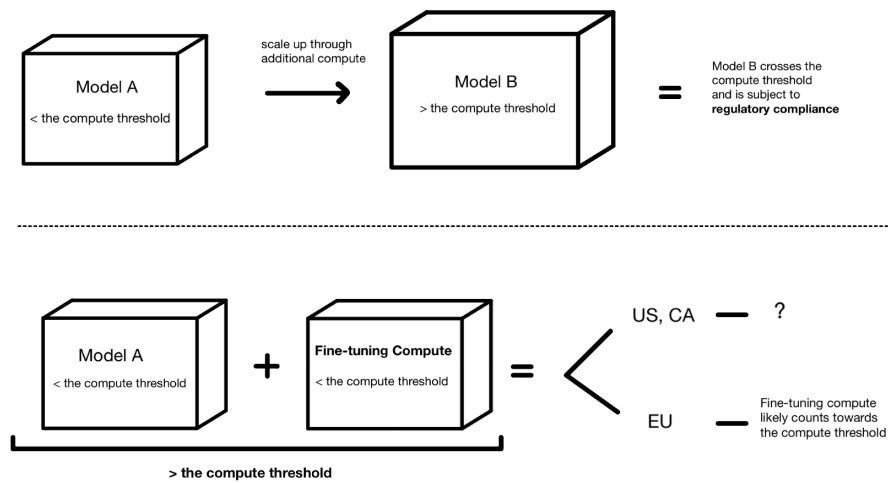 Model A
< the compute threshold
scale up through
additional compute
Model B
> the compute threshold
=
Model B crosses the
compute threshold
and is subject to
regulatory compliance
Model A
< the compute threshold
+
Fine-tuning Compute
< the compute threshold
=
US, CA
?
EU
Fine-tuning compute
likely counts towards
the compute threshold
> the compute threshold